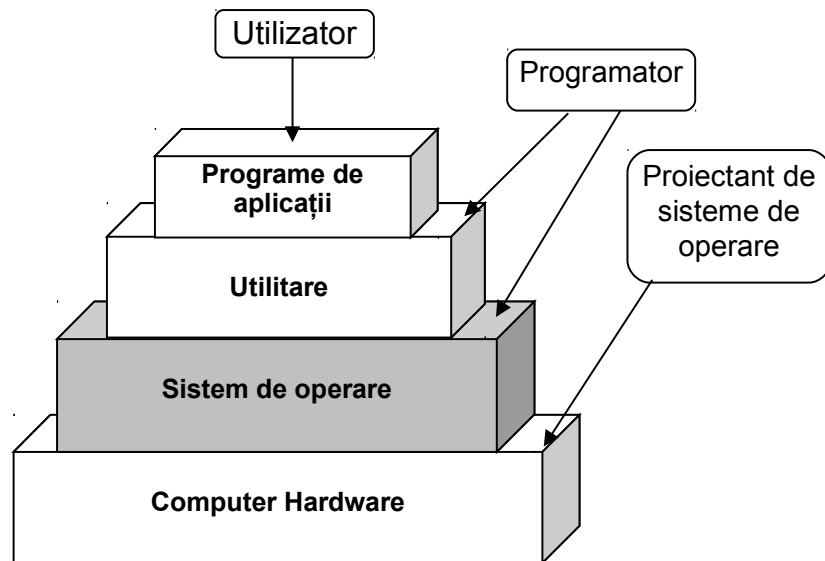 Utilizator
Programator
Programe de
aplicații
Proiectant de
sisteme de
operare
Utilitare
Sistem de operare
Computer Hardware